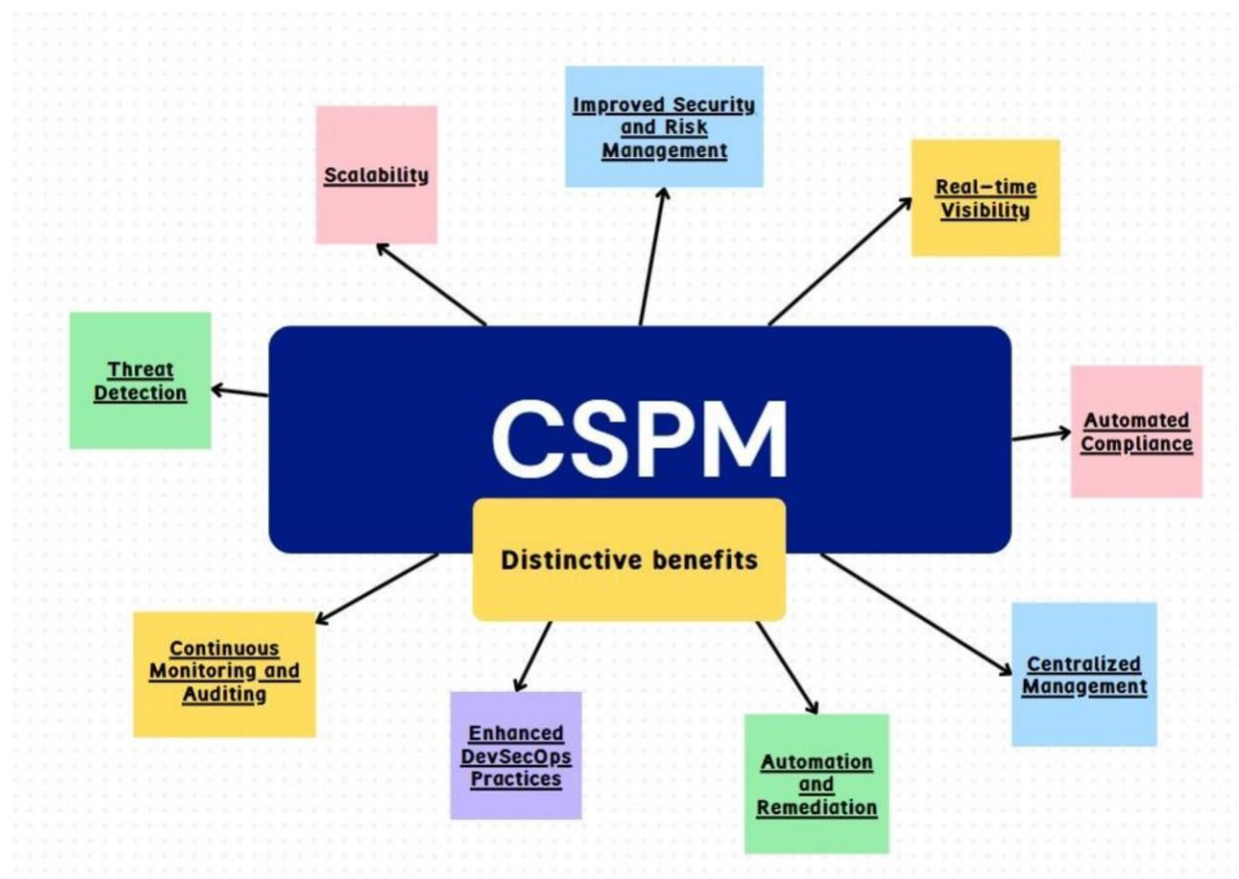 Improved Security
and Risk
Management
Scalability
Real-time
Visibility
Threat
Detection
CSPM
Automated
Compliance
Distinctive benefits
Continuous
Monitoring and
Auditing
Centralized
Management
Enhanced
DevSecOps
Practices
Automation
and
Remediation